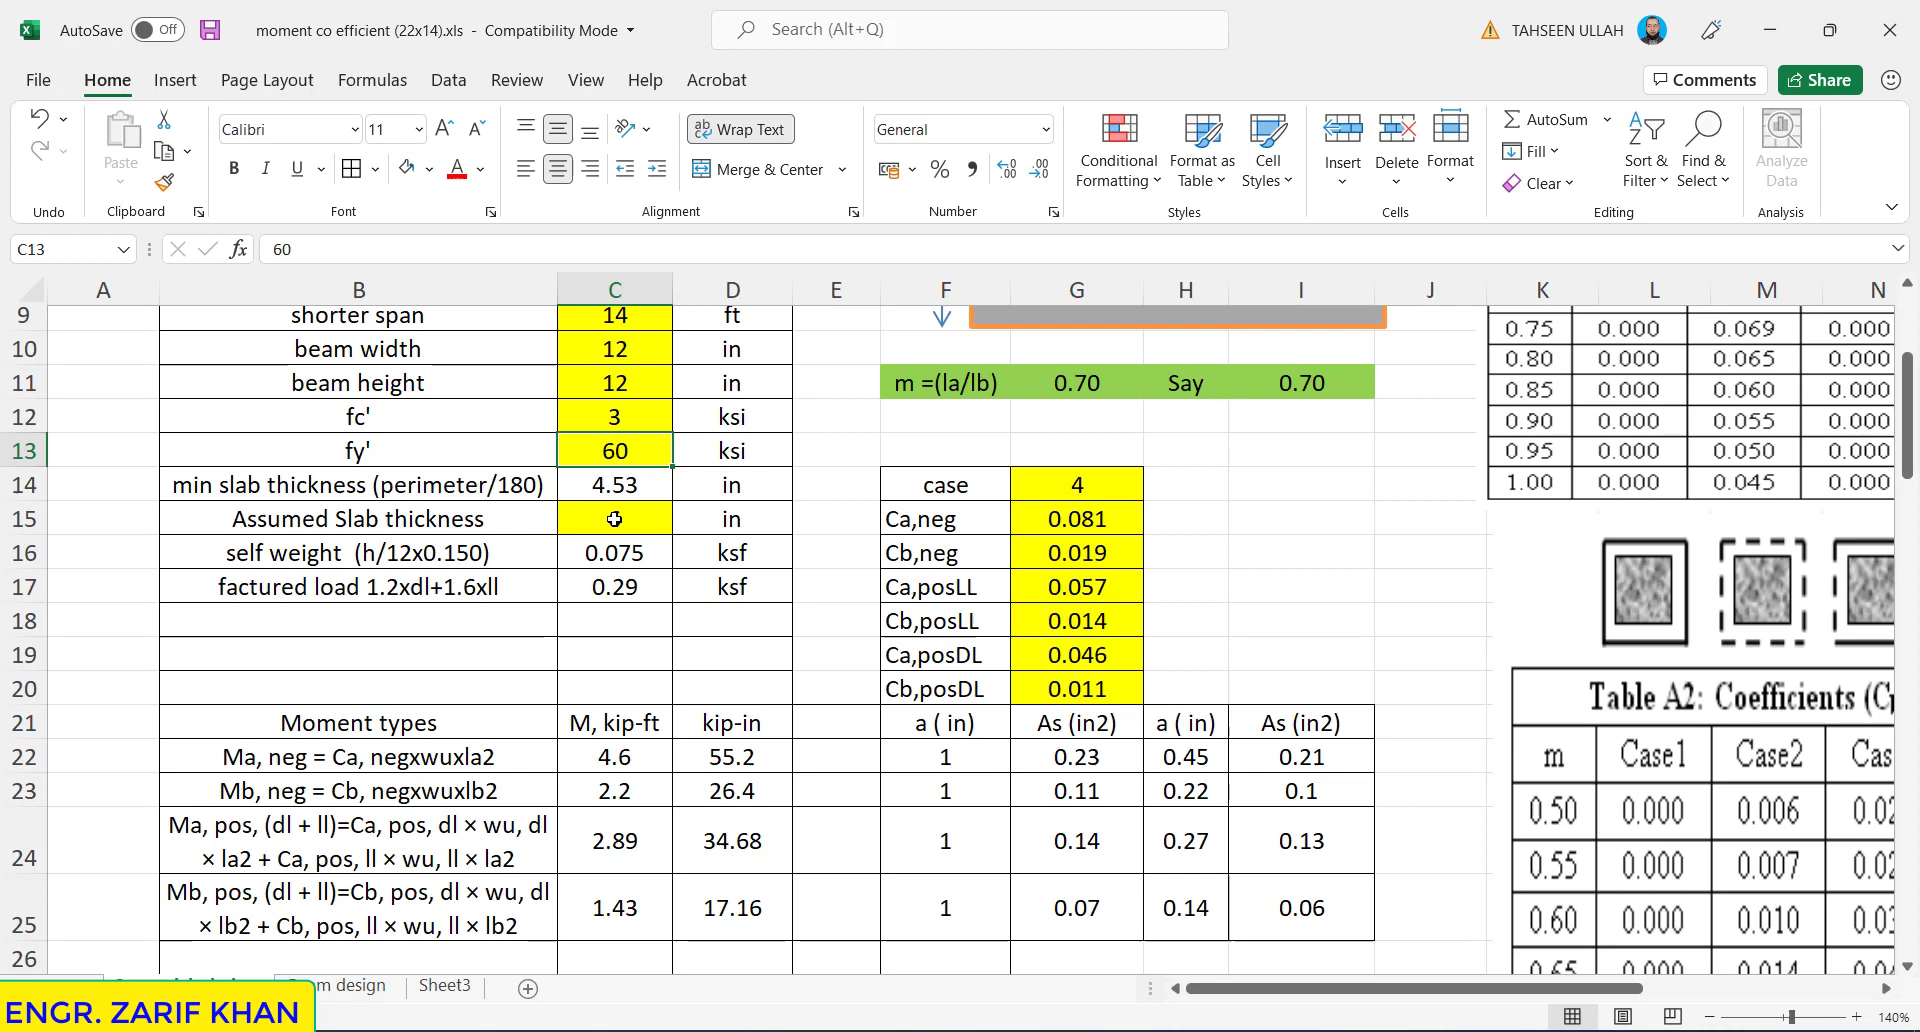 AutoSave Off moment co efficient (22x14).xls - Compatibility Mode Search (Alt+Q) TAHSEEN ULLAH
File Home Insert Page Layout Formulas Data Review View Help Acrobat Comments Share
Paste Calibri 11 Wrap Text General Conditional Formatting Format as Table Cell Styles Insert Delete Format AutoSum Sort & Filter Find & Select Analyze Data
B I U A Merge & Center % Fill
Clear
Undo Clipboard Font Alignment Number Styles Cells Editing Analysis
C13 fx 60
A B C D E F G H I J K L M N
9 shorter span 14 ft 0.75 0.000 0.069 0.000
10 beam width 12 in 0.80 0.000 0.065 0.000
11 beam height 12 in m =(la/lb) 0.70 Say 0.70 0.85 0.000 0.060 0.000
12 fc' 3 ksi 0.90 0.000 0.055 0.000
13 fy' 60 ksi 0.95 0.000 0.050 0.000
14 min slab thickness (perimeter/180) 4.53 in case 4 1.00 0.000 0.045 0.000
15 Assumed Slab thickness in Ca,neg 0.081
16 self weight (h/12x0.150) 0.075 ksf Cb,neg 0.019
17 factured load 1.2xdl+1.6xll 0.29 ksf Ca,posLL 0.057
18 Cb,posLL 0.014
19 Ca,posDL 0.046
20 Cb,posDL 0.011 Table A2: Coefficients
21 Moment types M, kip-ft kip-in a ( in) As (in2) a ( in) As (in2)
22 Ma, neg = Ca, negxwuxla2 4.6 55.2 1 0.23 0.45 0.21 m Case1 Case2
23 Mb, neg = Cb, negxwuxlb2 2.2 26.4 1 0.11 0.22 0.1 0.50 0.000 0.006
Ma, pos, (dl + ll)=Ca, pos, dl × wu, dl
24 × la2 + Ca, pos, ll × wu, ll × la2 2.89 34.68 1 0.14 0.27 0.13 0.55 0.000 0.007
Mb, pos, (dl + ll)=Cb, pos, dl × wu, dl
25 × lb2 + Cb, pos, ll × wu, ll × lb2 1.43 17.16 1 0.07 0.14 0.06 0.60 0.000 0.010
26 0.65 0.000 0.014
m design Sheet3
ENGR. ZARIF KHAN
140%